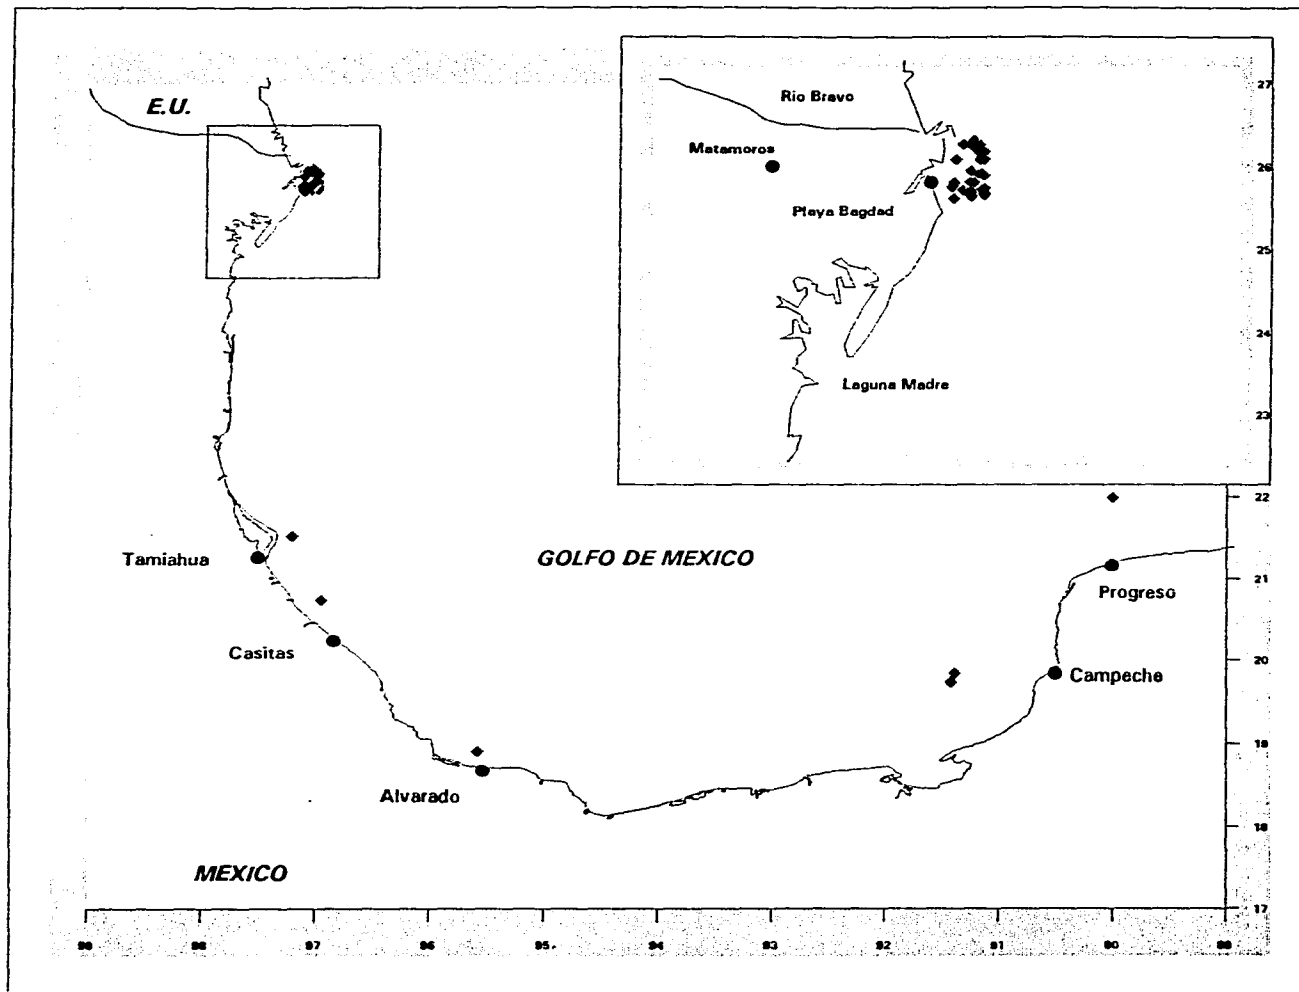 E.U.
Rio Bravo
Matamoros
Playa Bagdad
Laguna Madre
27
26
25
24
23
22
21
20
19
18
17
Tamiahua
GOLFO DE MEXICO
Progreso
Casitas
Campeche
Alvarado
MEXICO
98 97 96 95 94 93 92 91 90